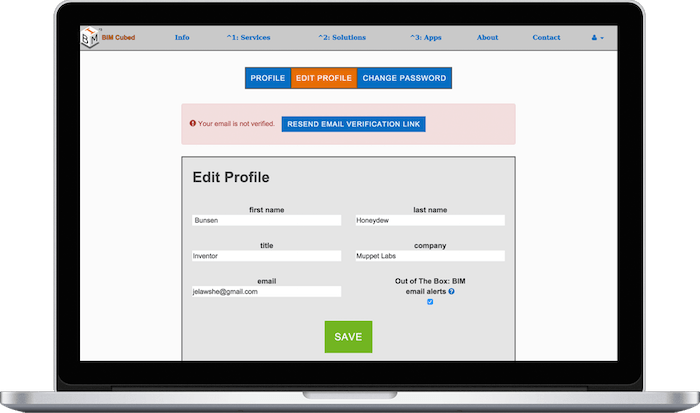 BIM Cubed
Info
^1: Services
^2: Solutions
^3: Apps
About
Contact
PROFILE
EDIT PROFILE
CHANGE PASSWORD
Your email is not verified.
RESEND EMAIL VERIFICATION LINK
Edit Profile
first name
last name
Bunsen
Honeydew
title
company
Inventor
Muppet Labs
email
Out of The Box: BIM
email alerts
jelawshe@gmail.com
SAVE